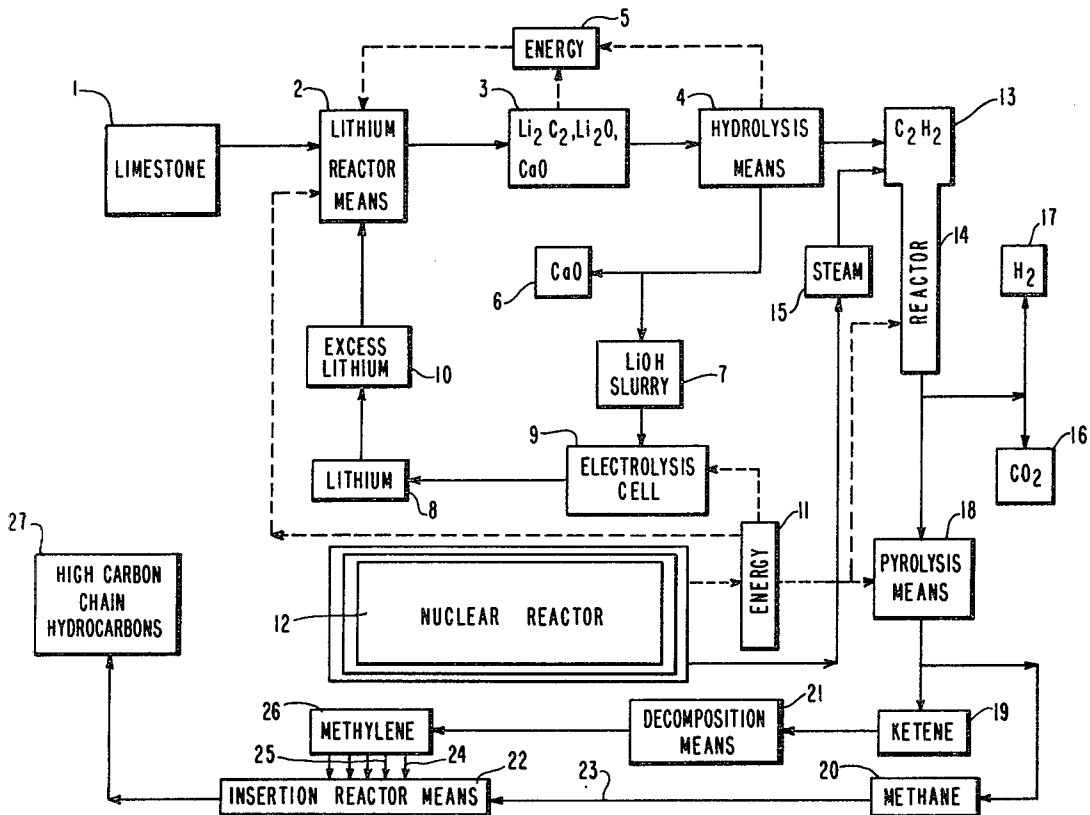 5
ENERGY
1
LIMESTONE
2
LITHIUM
REACTOR
MEANS
3
Li2 C2, Li2O,
CaO
4
HYDROLYSIS
MEANS
13
C2H2
14
REACTOR
17
H2
STEAM
15
CaO
6
EXCESS
LITHIUM
10
LiOH
SLURRY
7
16
CO2
9
ELECTROLYSIS
CELL
LITHIUM
8
11
ENERGY
18
PYROLYSIS
MEANS
27
HIGH CARBON
CHAIN
HYDROCARBONS
12
NUCLEAR REACTOR
21
DECOMPOSITION
MEANS
26
METHYLENE
25
24
KETENE
19
22
INSERTION REACTOR MEANS
23
20
METHANE